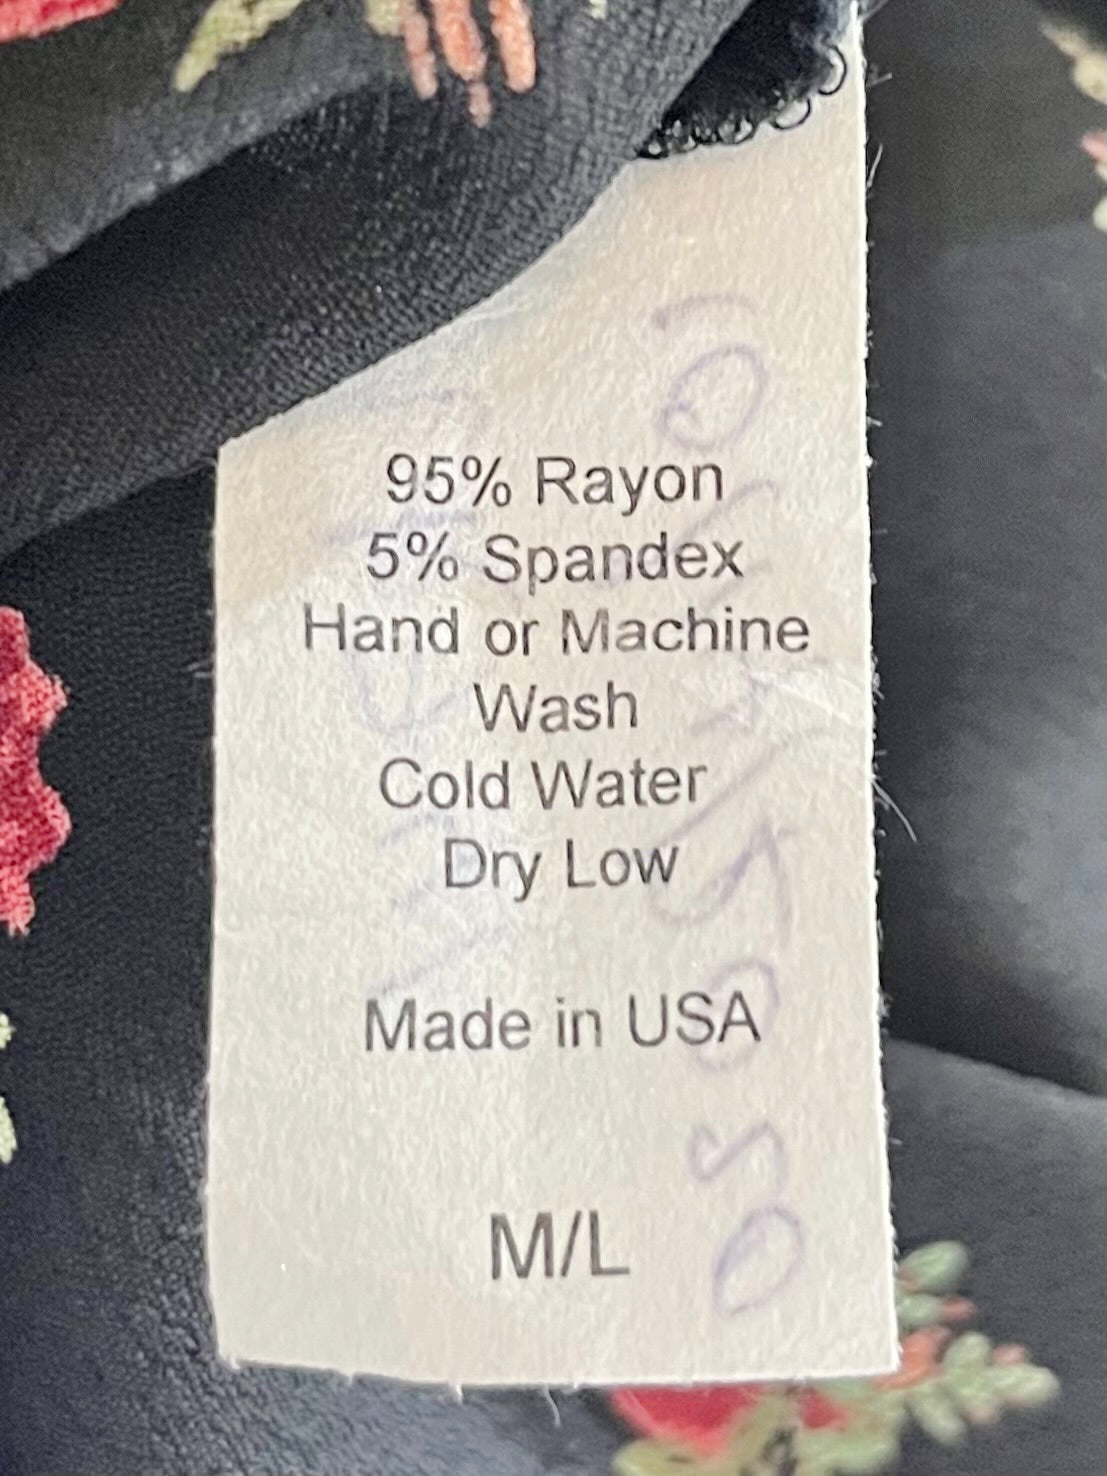 95% Rayon
5% Spandex
Hand or Machine
Wash
Cold Water
Dry Low
Made in USA
M/L